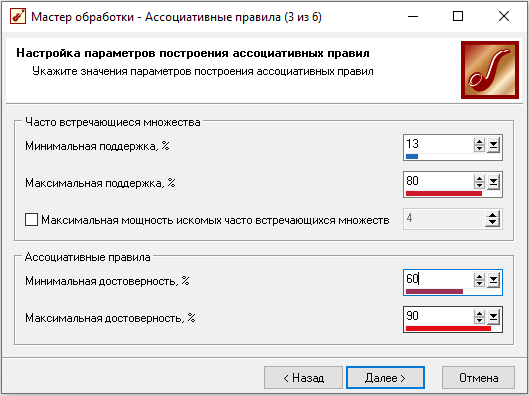 Мастер обработки - Ассоциативные правила (3 из 6)
Настройка параметров построения ассоциативных правил
Укажите значения параметров построения ассоциативных правил
Часто встречающиеся множества
Минимальная поддержка, % 13
Максимальная поддержка, % 80
Максимальная мощность искомых часто встречающихся множеств 4
Ассоциативные правила
Минимальная достоверность, % 60
Максимальная достоверность, % 90
< Назад Далее > Отмена